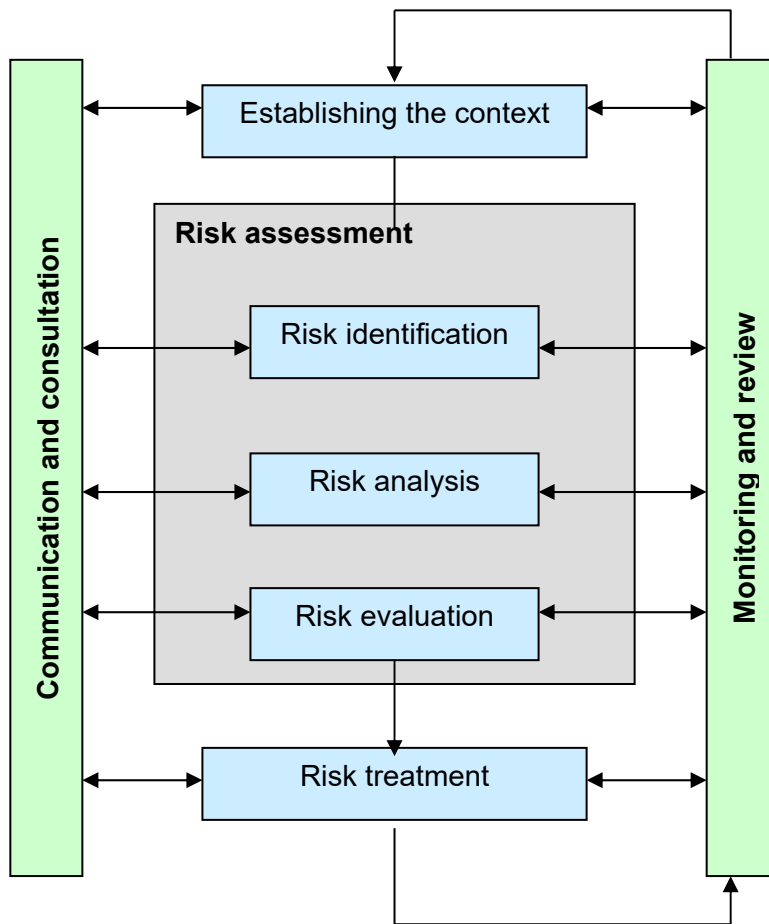 Establishing the context
Communication and consultation
Monitoring and review
Risk assessment
Risk identification
Risk analysis
Risk evaluation
Risk treatment